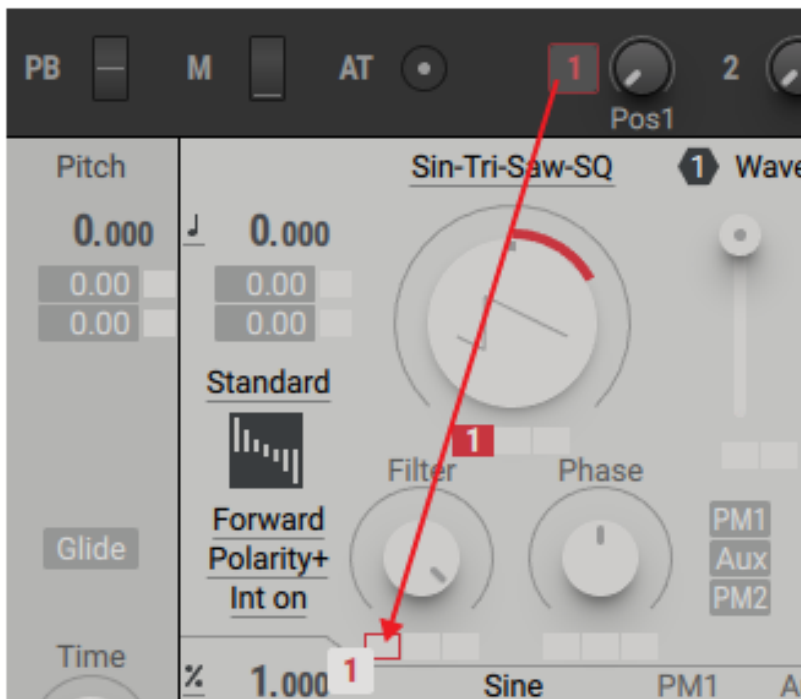 PB M AT 1 2
Pos1
Pitch Sin-Tri-Saw-SQ 1 Wave
0.000 0.000
0.00 0.00
0.00 0.00
Standard
1
Filter Phase
Forward PM1
Glide Polarity+ Aux
Int on PM2
Time
% 1.000 1 Sine PM1